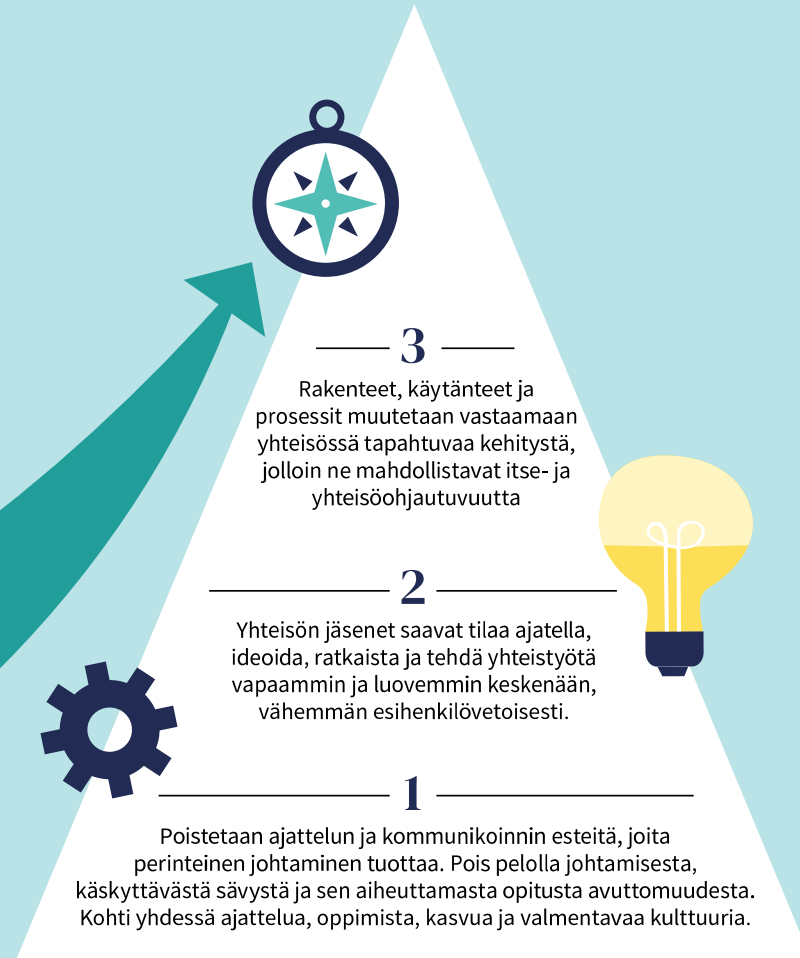 3
Rakenteet, käytänteet ja
prosessit muutetaan vastaamaan
yhteisössä tapahtuvaa kehitystä,
jolloin ne mahdollistavat itse- ja
yhteisöohjautuvuutta
2
Yhteisön jäsenet saavat tilaa ajatella,
ideoida, ratkaista ja tehdä yhteistyötä
vapaammin ja luovemmin keskenään,
vähemmän esihenkilövetoisesti.
1
Poistetaan ajattelun ja kommunikoinnin esteitä, joita
perinteinen johtaminen tuottaa. Pois pelolla johtamisesta,
käskyttävästä sävystä ja sen aiheuttamasta opitusta avuttomuudesta.
Kohti yhdessä ajattelua, oppimista, kasvua ja valmentavaa kulttuuria.